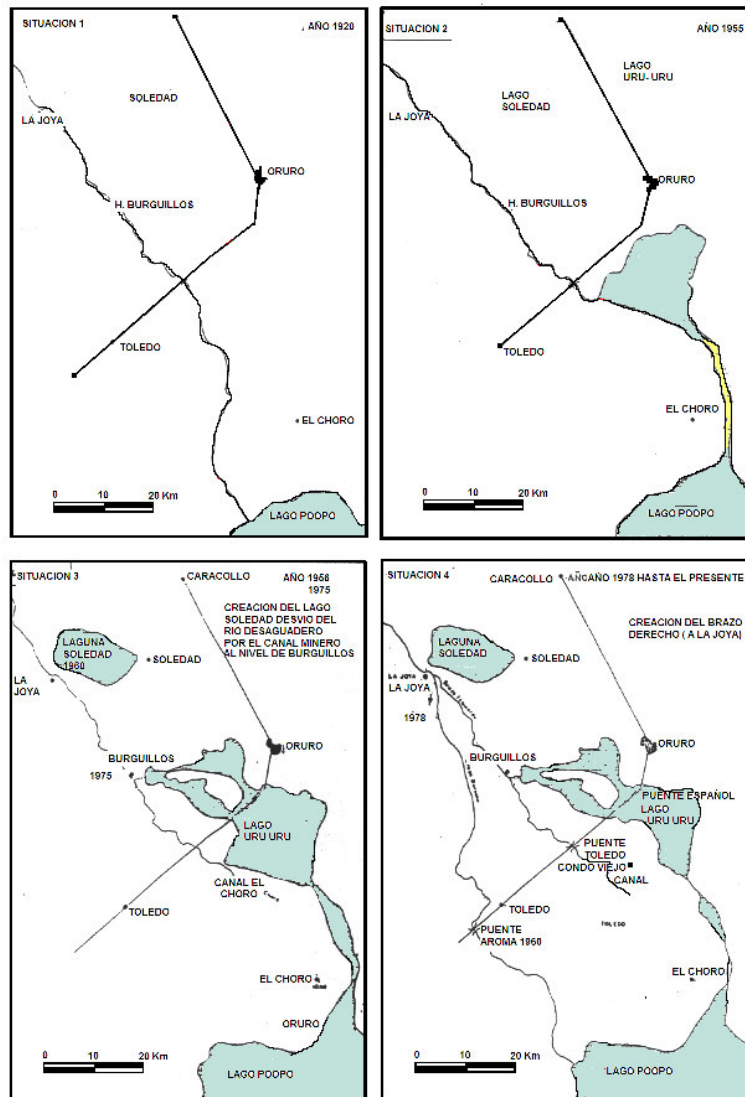 SITUACION 1
AÑO 1920
SOLEDAD
LA JOYA
ORURO
H. BURGUILLOS
TOLEDO
EL CHORO
0 10 20 Km
LAGO POOPO
SITUACION 2
AÑO 1955
LAGO
URU-URU
LAGO
SOLEDAD
LA JOYA
ORURO
H. BURGUILLOS
TOLEDO
EL CHORO
0 10 20 Km
LAGO POOPO
SITUACION 3
CARACOLLO
AÑO 1958
1975
CREACION DEL LAGO
SOLEDAD DESVIO DEL
RIO DESAGUADERO
POR EL CANAL MINERO
AL NIVEL DE BURGUILLOS
LAGUNA
SOLEDAD
1960
SOLEDAD
LA
JOYA
ORURO
BURGUILLOS
1975
LAGO
URU URU
CANAL EL
CHORO
TOLEDO
EL CHORO
ORURO
0 10 20 Km
LAGO POOPO
SITUACION 4
CARACOLLO
AÑCAÑO 1978 HASTA EL PRESENTE
CREACION DEL BRAZO
DERECHO ( A LA JOYA)
LAGUNA
SOLEDAD
SOLEDAD
LA JOYA
LA JOYA
1978
ORURO
BURGUILLOS
PUENTE ESPAÑOL
LAGO
URU URU
PUENTE
TOLEDO
CONDO VIEJO
CANAL
TOLEDO
TOLEDO
PUENTE
AROMA 1960
EL CHORO
0 10 20 Km
LAGO POOPO